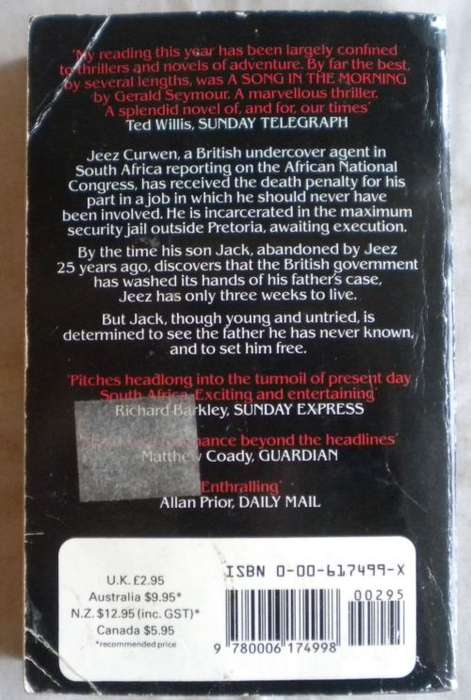 'My reading this year has been largely confined
to thrillers and novels of adventure. By far the best,
by several lengths, was A SONG IN THE MORNING
by Gerald Seymour. A marvellous thriller.
A splendid novel of, and for, our times'
Ted Willis, SUNDAY TELEGRAPH
Jeez Curwen, a British undercover agent in
South Africa reporting on the African National
Congress, has received the death penalty for his
part in a job in which he should never have
been involved. He is incarcerated in the maximum
security jail outside Pretoria, awaiting execution.
By the time his son Jack, abandoned by Jeez
25 years ago, discovers that the British government
has washed its hands of his father's case,
Jeez has only three weeks to live.
But Jack, though young and untried, is
determined to see the father he has never known,
and to set him free.
'Pitches headlong into the turmoil of present day
South Africa. Exciting and entertaining'
Richard Barkley, SUNDAY EXPRESS
beyond the headlines'
Matthew Coady, GUARDIAN
'Enthralling'
Allan Prior, DAILY MAIL
U.K. £2.95
Australia $9.95*
N.Z. $12.95 (inc. GST)*
Canada $5.95
*recommended price
ISBN 0-00-617499-X
00295
9 780006 174998